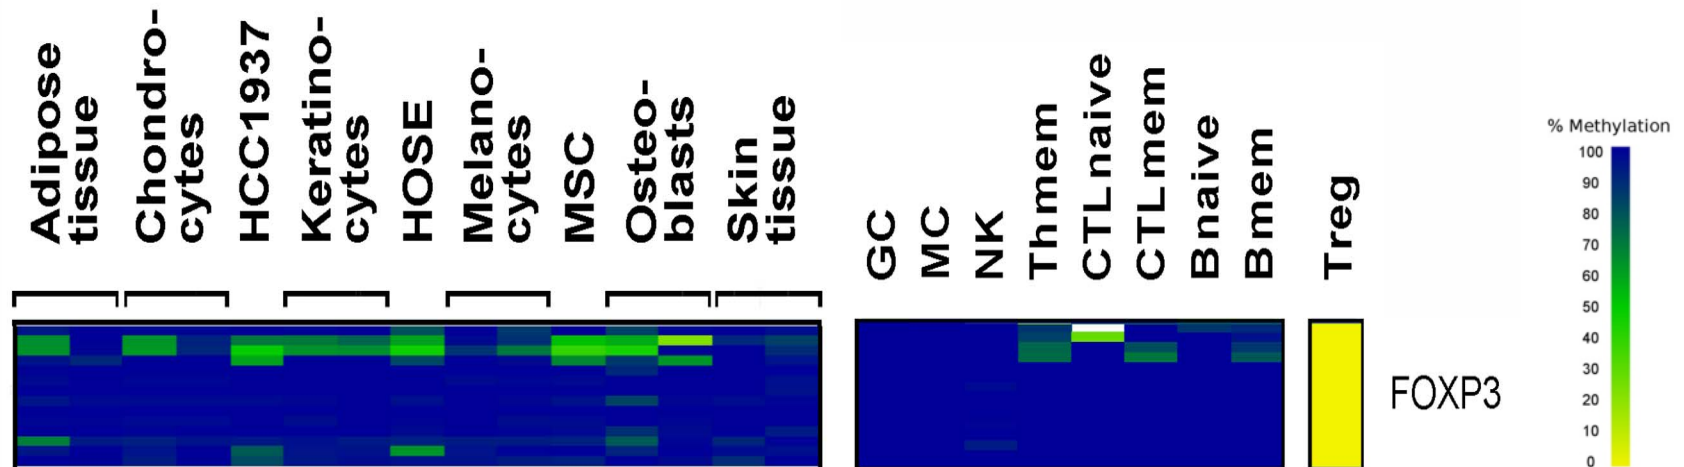 Adipose
tissue
Chondro-
cytes
HCC1937
Keratino-
cytes
HOSE
Melano-
cytes
MSC
Osteo-
blasts
Skin
tissue
GC
MC
NK
Thmem
CTLnaive
CTLmem
Bnaive
Bmem
Treg
FOXP3
% Methylation
100
90
80
70
60
50
40
30
20
10
0